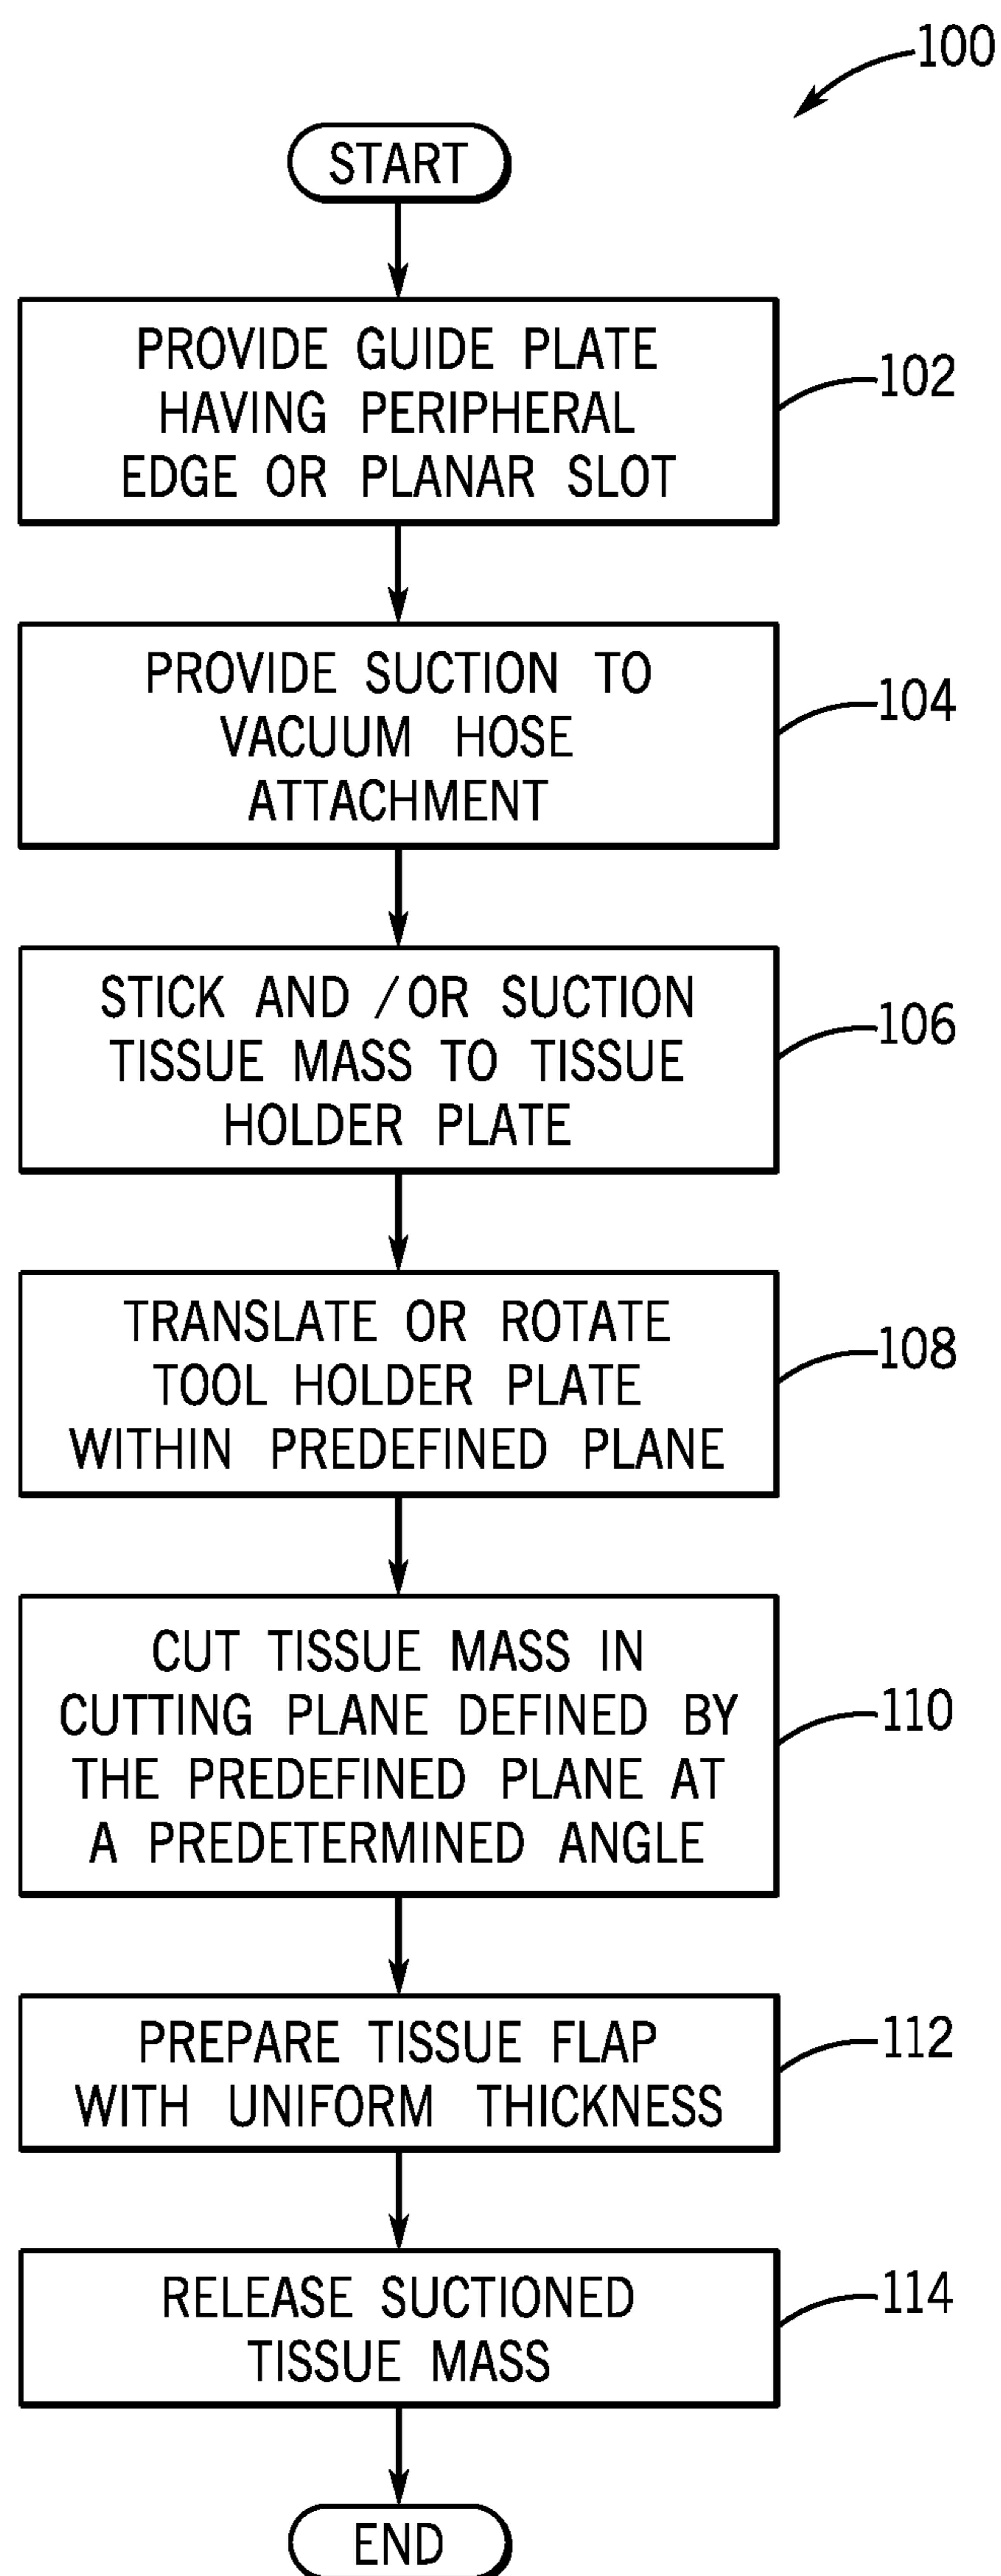 100
START
PROVIDE GUIDE PLATE
HAVING PERIPHERAL
EDGE OR PLANAR SLOT
102
PROVIDE SUCTION TO
VACUUM HOSE
ATTACHMENT
104
STICK AND /OR SUCTION
TISSUE MASS TO TISSUE
HOLDER PLATE
106
TRANSLATE OR ROTATE
TOOL HOLDER PLATE
WITHIN PREDEFINED PLANE
108
CUT TISSUE MASS IN
CUTTING PLANE DEFINED BY
THE PREDEFINED PLANE AT
A PREDETERMINED ANGLE
110
PREPARE TISSUE FLAP
WITH UNIFORM THICKNESS
112
RELEASE SUCTIONED
TISSUE MASS
114
END